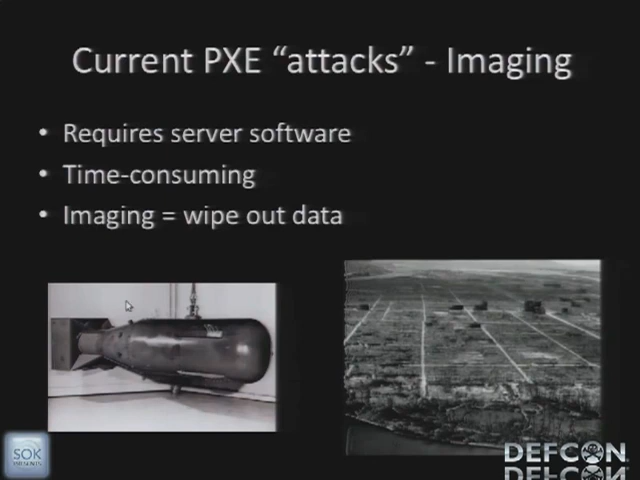 Current PXE “attacks” - Imaging
• Requires server software
• Time-consuming
• Imaging = wipe out data
SOK
DEFCON